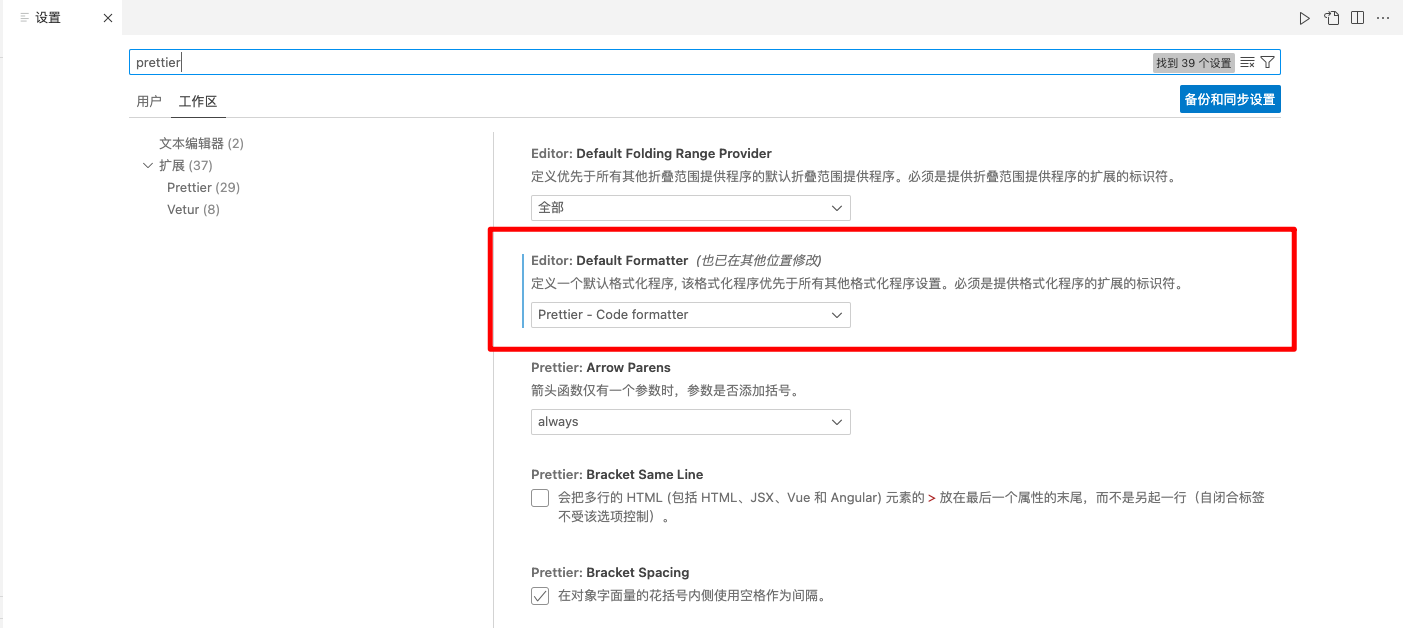 设置
prettier
找到 39 个设置
用户 工作区
备份和同步设置
文本编辑器 (2)
扩展 (37)
Prettier (29)
Vetur (8)
Editor: Default Folding Range Provider
定义优先于所有其他折叠范围提供程序的默认折叠范围提供程序。必须是提供折叠范围提供程序的扩展的标识符。
全部
Editor: Default Formatter (也已在其他位置修改)
定义一个默认格式化程序, 该格式化程序优先于所有其他格式化程序设置。必须是提供格式化程序的扩展的标识符。
Prettier - Code formatter
Prettier: Arrow Parens
箭头函数仅有一个参数时，参数是否添加括号。
always
Prettier: Bracket Same Line
会把多行的 HTML (包括 HTML、JSX、Vue 和 Angular) 元素的 > 放在最后一个属性的末尾，而不是另起一行（自闭合标签
不受该选项控制）。
Prettier: Bracket Spacing
在对象字面量的花括号内侧使用空格作为间隔。